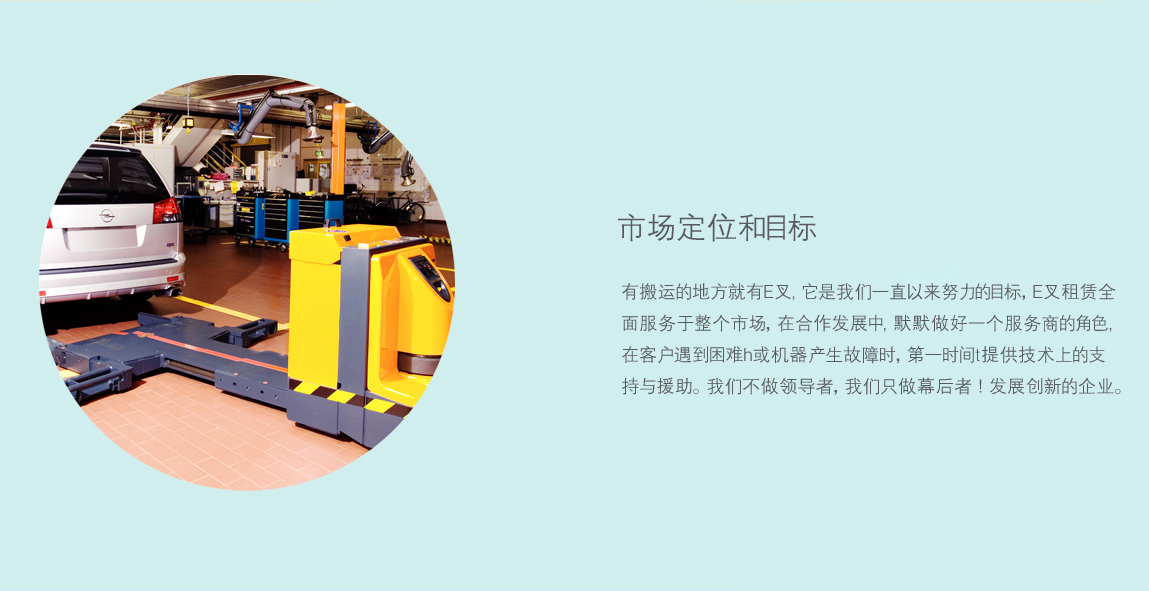 市场定位和目标
有搬运的地方就有E叉, 它是我们一直以来努力的目标, E叉租赁全
面服务于整个市场, 在合作发展中, 默默做好一个服务商的角色,
在客户遇到困难h或机器产生故障时, 第一时间t提供技术上的支
持与援助。我们不做领导者, 我们只做幕后者！发展创新的企业。